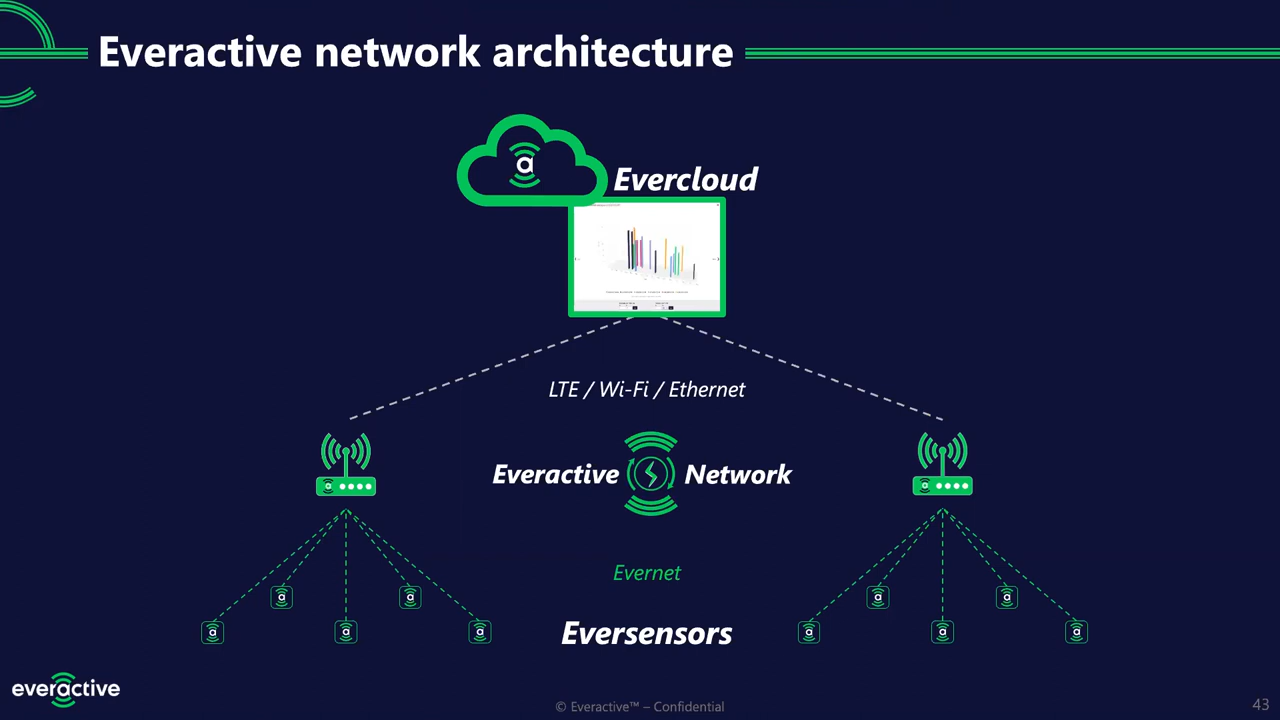 Everactive network architecture
a
Evercloud
LTE / Wi-Fi / Ethernet
Everactive Network
Evernet
a
a
a
a
a
a
Eversensors
a
a
a
a
everactive
© Everactive™ – Confidential
43